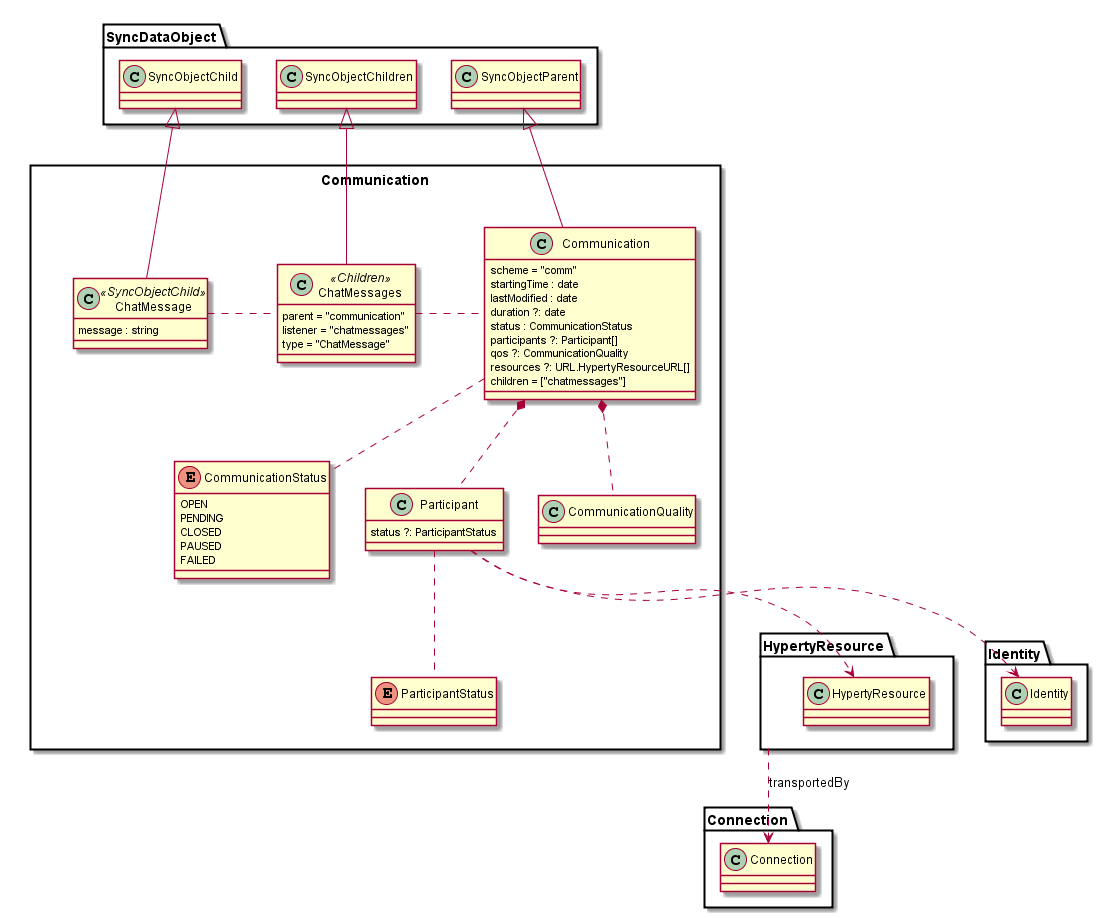 SyncDataObject
C SyncObjectChild
C SyncObjectChildren
C SyncObjectParent
Communication
C Communication
scheme = "comm"
startingTime : date
lastModified : date
duration ?: date
status : CommunicationStatus
participants ?: Participant[]
qos ?: CommunicationQuality
resources ?: URL.HypertyResourceURL[]
children = ["chatmessages"]
C «Children»
ChatMessages
parent = "communication"
listener = "chatmessages"
type = "ChatMessage"
C «SyncObjectChild»
ChatMessage
message : string
E CommunicationStatus
OPEN
PENDING
CLOSED
PAUSED
FAILED
C Participant
status ?: ParticipantStatus
C CommunicationQuality
E ParticipantStatus
HypertyResource
C HypertyResource
Identity
C Identity
transportedBy
Connection
C Connection